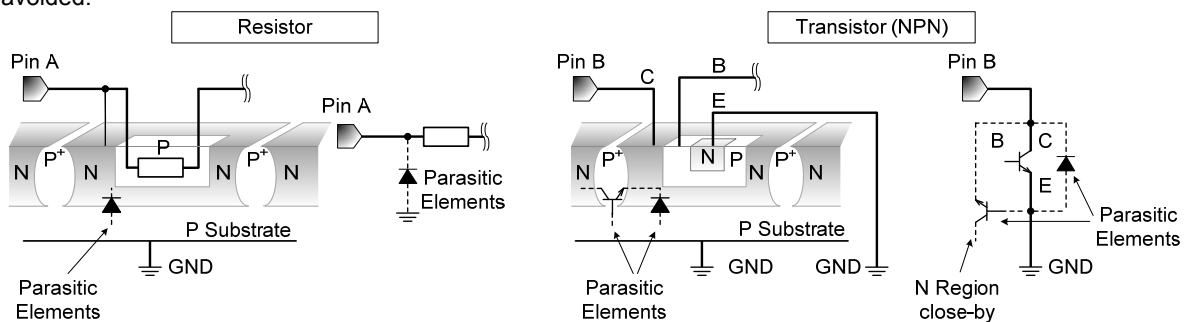 avoided.
Resistor
Transistor (NPN)
Pin A
Pin A
N
P+
N
P
N
P+
N
Parasitic
Elements
P Substrate
GND
Parasitic
Elements
Pin B
C
B
E
N
P+
N
P
P+
N
N
P Substrate
GND
GND
Parasitic
Elements
Pin B
B
C
E
Parasitic
Elements
GND
N Region
close-by